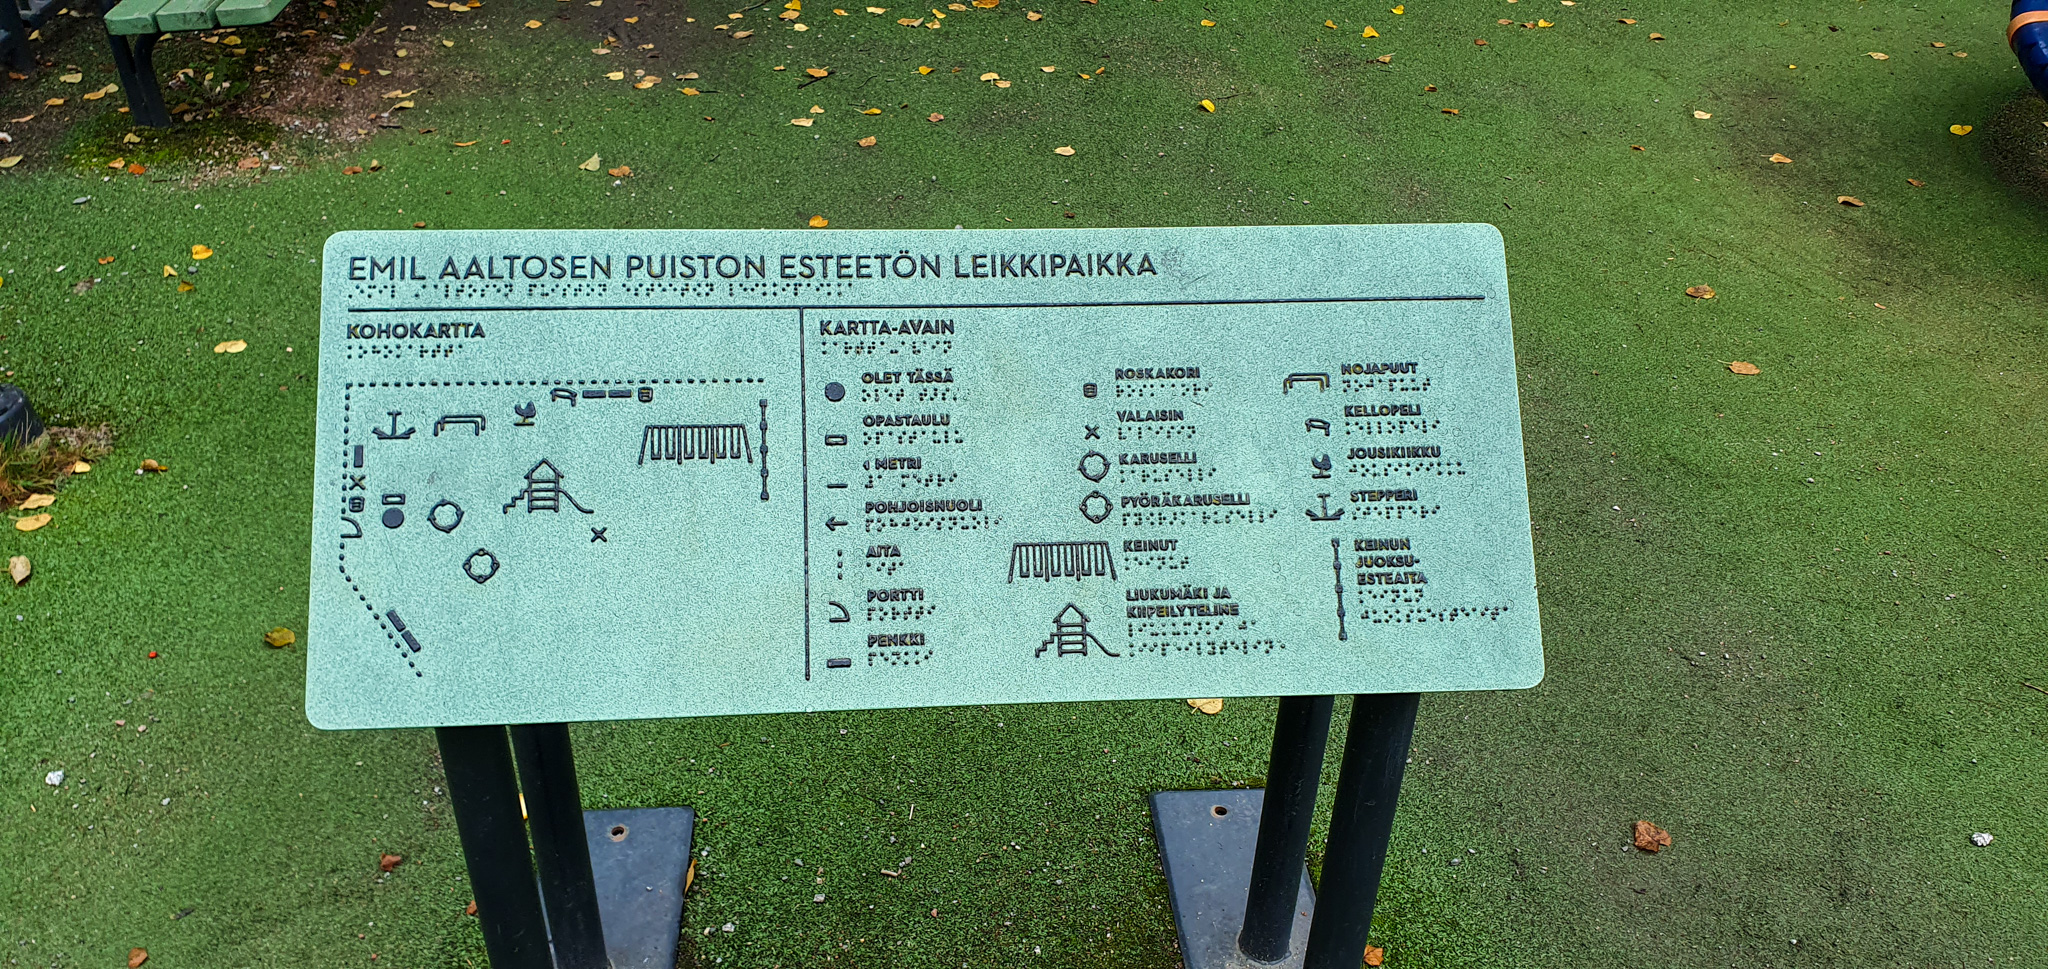 EMIL AALTOSEN PUISTON ESTEETÖN LEIKKIPAIKKA
KOHOKARTTA
KARTTA-AVAIN
OLET TÄSSÄ
OPASTAULU
1 METRI
POHJOISNUOLI
AITA
PORTTI
PENKKI
ROSKAKORI
VALAISIN
KARUSELLI
PYÖRÄKARUSELLI
KEINUT
LIUKUMÄKI JA
KIIPEILYTELINE
NOJAPUUT
KELLOPELI
JOUSIKIIKKU
STEPPERI
KEINUN
JUOKSU-
ESTEAITA